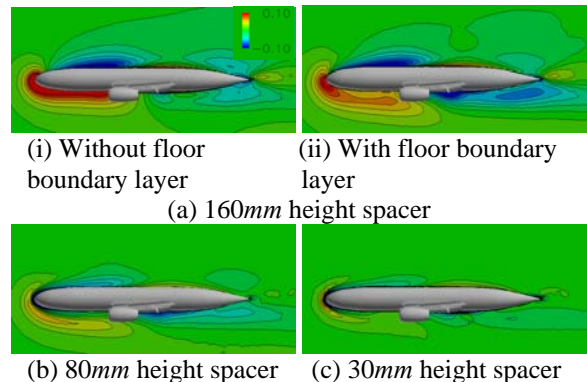 0.10
-0.10
(i) Without floor
boundary layer
(ii) With floor boundary
layer
(a) 160mm height spacer
(b) 80mm height spacer
(c) 30mm height spacer